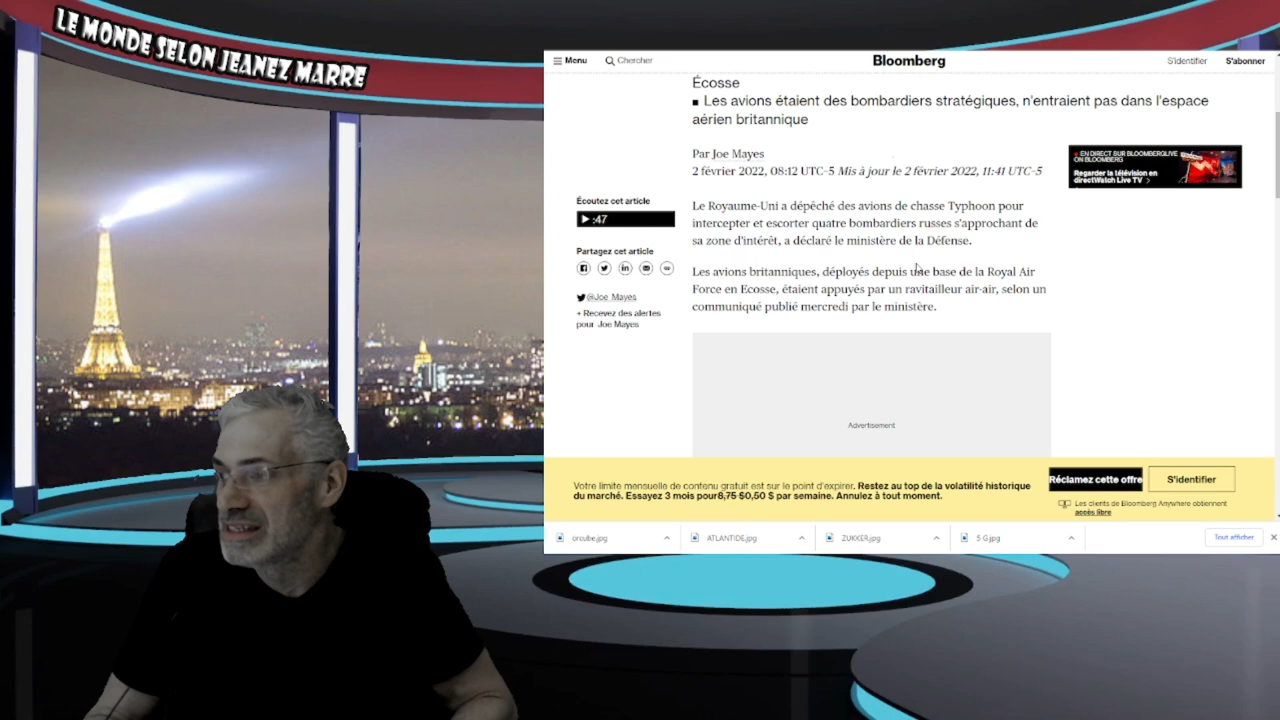 LE MONDE SELON JEANEZ MARRE
Menu
Chercher
Bloomberg
S'identifier
S'abonner
Écosse
■ Les avions étaient des bombardiers stratégiques, n'entraient pas dans l'espace
aérien britannique
Par Joe Mayes
2 février 2022, 08:12 UTC-5 Mis à jour le 2 février 2022, 11:41 UTC-5
EN DIRECT SUR BLOOMBERGLIVE
ON BLOOMBERG
Regarder la télévision en
directWatch Live TV >
Écoutez cet article
:47
Partagez cet article
@Joe_Mayes
+ Recevez des alertes
pour Joe Mayes
Le Royaume-Uni a dépêché des avions de chasse Typhoon pour
intercepter et escorter quatre bombardiers russes s'approchant de
sa zone d'intérêt, a déclaré le ministère de la Défense.
Les avions britanniques, déployés depuis une base de la Royal Air
Force en Ecosse, étaient appuyés par un ravitailleur air-air, selon un
communiqué publié mercredi par le ministère.
Advertisement
Votre limite mensuelle de contenu gratuit est sur le point d'expirer. Restez au top de la volatilité historique
du marché. Essayez 3 mois pour8,75 $0,50 $ par semaine. Annulez à tout moment.
Réclamez cette offre
S'identifier
Les clients de Bloomberg Anywhere obtiennent
accès libre
orcube.jpg
ATLANTIDE.jpg
ZUKKER.jpg
5 G.jpg
Tout afficher